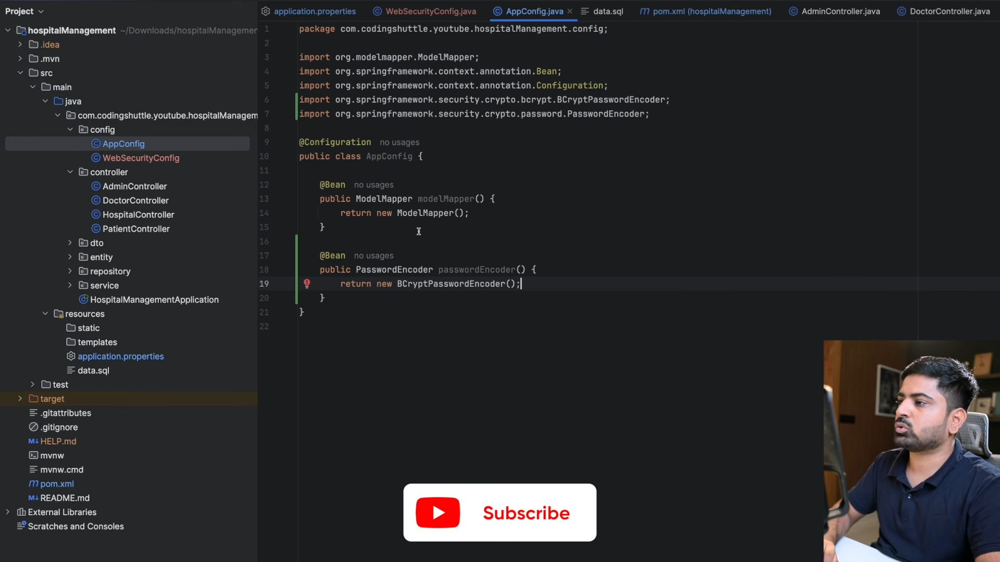 Project
hospitalManagement ~/Downloads/hospitalManagemen
.idea
.mvn
src
main
java
com.codingshuttle.youtube.hospitalManagem
config
AppConfig
WebSecurityConfig
controller
AdminController
DoctorController
HospitalController
PatientController
dto
entity
repository
service
HospitalManagementApplication
resources
static
templates
application.properties
data.sql
test
target
.gitattributes
.gitignore
M↓ HELP.md
mvnw
mvnw.cmd
m pom.xml
M↓ README.md
External Libraries
Scratches and Consoles
application.properties WebSecurityConfig.java AppConfig.java data.sql m pom.xml (hospitalManagement) AdminController.java DoctorController.java
1 package com.codingshuttle.youtube.hospitalManagement.config;
2
3 import org.modelmapper.ModelMapper;
4 import org.springframework.context.annotation.Bean;
5 import org.springframework.context.annotation.Configuration;
6 import org.springframework.security.crypto.bcrypt.BCryptPasswordEncoder;
7 import org.springframework.security.crypto.password.PasswordEncoder;
8
9 @Configuration no usages
10 public class AppConfig {
11
12 @Bean no usages
13 public ModelMapper modelMapper() {
14 return new ModelMapper();
15 }
16
17 @Bean no usages
18 public PasswordEncoder passwordEncoder() {
19 return new BCryptPasswordEncoder();
20 }
21 }
22
Subscribe